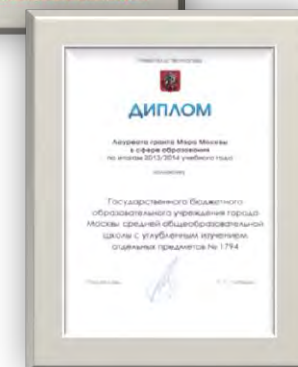 ДИПЛОМ
Лауреата гранта Мэра Москвы
в сфере образования
по итогам 2013/2014 учебного года
Государственного бюджетного
образовательного учреждения города
Москвы средней общеобразовательной
школы с углубленным изучением
отдельных предметов № 1794